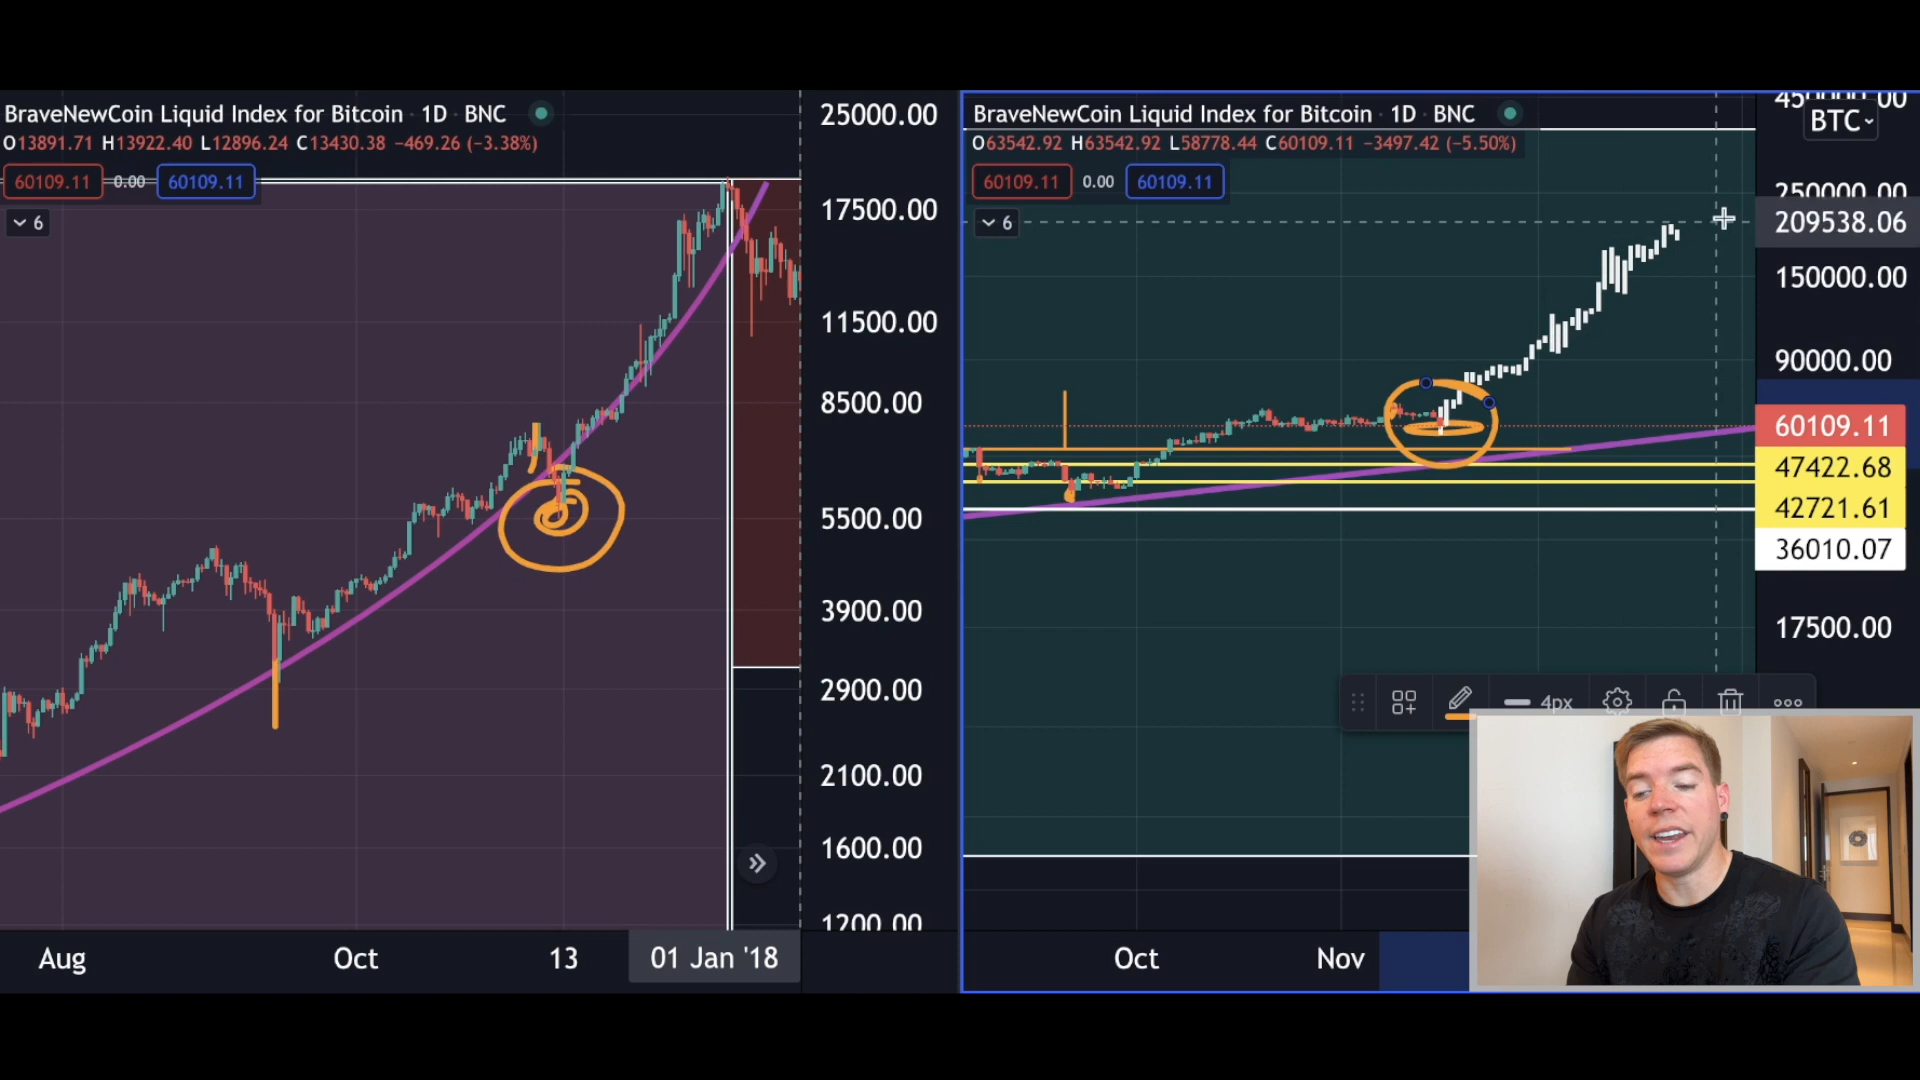 BraveNewCoin Liquid Index for Bitcoin · 1D · BNC
O13891.71 H13922.40 L12896.24 C13430.38 −469.26 (−3.38%)
60109.11 0.00 60109.11
6
25000.00
17500.00
11500.00
8500.00
5500.00
3900.00
2900.00
2100.00
1600.00
1200.00
Aug Oct 13 01 Jan '18
BraveNewCoin Liquid Index for Bitcoin · 1D · BNC
O63542.92 H63542.92 L58778.44 C60109.11 −3497.42 (−5.50%)
60109.11 0.00 60109.11
6
450000.00
BTC
250000.00
209538.06
150000.00
90000.00
60109.11
47422.68
42721.61
36010.07
17500.00
4px
Oct Nov